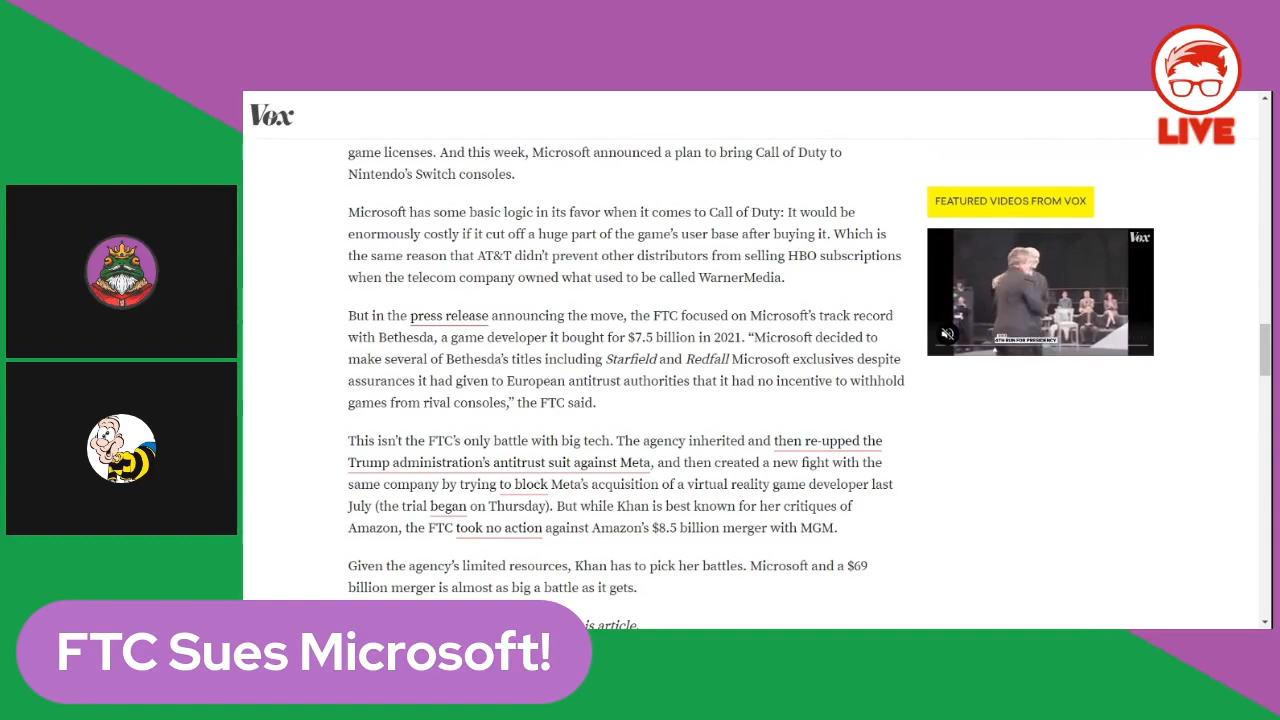 LIVE
Vox
game licenses. And this week, Microsoft announced a plan to bring Call of Duty to
Nintendo’s Switch consoles.
Microsoft has some basic logic in its favor when it comes to Call of Duty: It would be
enormously costly if it cut off a huge part of the game’s user base after buying it. Which is
the same reason that AT&T didn’t prevent other distributors from selling HBO subscriptions
when the telecom company owned what used to be called WarnerMedia.
But in the press release announcing the move, the FTC focused on Microsoft’s track record
with Bethesda, a game developer it bought for $7.5 billion in 2021. “Microsoft decided to
make several of Bethesda’s titles including Starfield and Redfall Microsoft exclusives despite
assurances it had given to European antitrust authorities that it had no incentive to withhold
games from rival consoles,” the FTC said.
This isn’t the FTC’s only battle with big tech. The agency inherited and then re-upped the
Trump administration’s antitrust suit against Meta, and then created a new fight with the
same company by trying to block Meta’s acquisition of a virtual reality game developer last
July (the trial began on Thursday). But while Khan is best known for her critiques of
Amazon, the FTC took no action against Amazon’s $8.5 billion merger with MGM.
Given the agency’s limited resources, Khan has to pick her battles. Microsoft and a $69
billion merger is almost as big a battle as it gets.
is article.
FEATURED VIDEOS FROM VOX
Vox
4TH RUN FOR PRESIDENCY
FTC Sues Microsoft!